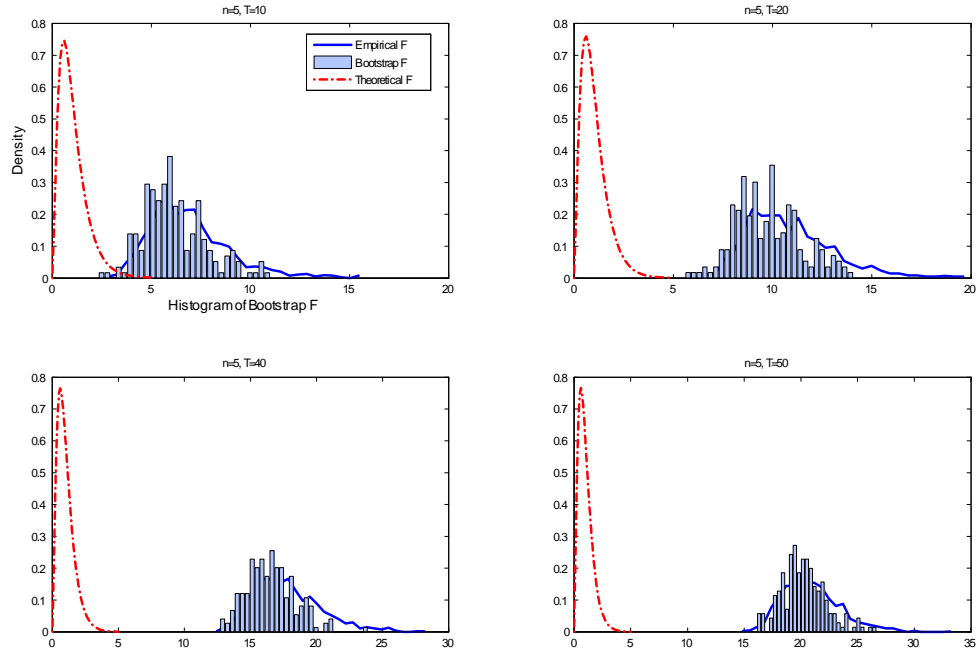 n=5, T=10
0.8
0.7
0.6
0.5
0.4
0.3
0.2
0.1
0
0 5 10 15 20
Density
Histogram of Bootstrap F
Empirical F
Bootstrap F
Theoretical F
n=5, T=20
0.8
0.7
0.6
0.5
0.4
0.3
0.2
0.1
0
0 5 10 15 20
n=5, T=40
0.8
0.7
0.6
0.5
0.4
0.3
0.2
0.1
0
0 5 10 15 20 25 30
n=5, T=50
0.8
0.7
0.6
0.5
0.4
0.3
0.2
0.1
0
0 5 10 15 20 25 30 35